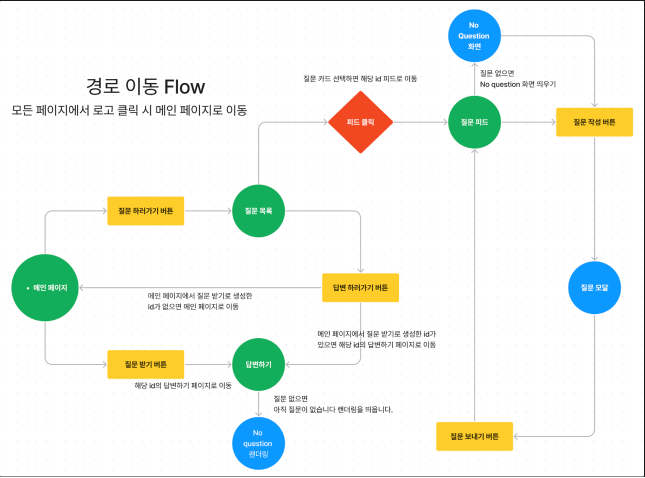 경로 이동 Flow
모든 페이지에서 로고 클릭 시 메인 페이지로 이동
No
Question
화면
질문 카드 선택하면 해당 id 피드로 이동
질문 없으면
No question 화면 띄우기
피드 클릭
질문 피드
질문 작성 버튼
질문 하러가기 버튼
질문 목록
• 메인 페이지
답변 하러가기 버튼
질문 모달
메인 페이지에서 질문 받기로 생성한
id가 없으면 메인 페이지로 이동
메인 페이지에서 질문 받기로 생성한 id가
있으면 해당 id의 답변하기 페이지로 이동
질문 받기 버튼
답변하기
해당 id의 답변하기 페이지로 이동
질문 없으면
아직 질문이 없습니다 랜더링을 띄웁니다.
No
question
랜더링
질문 보내기 버튼